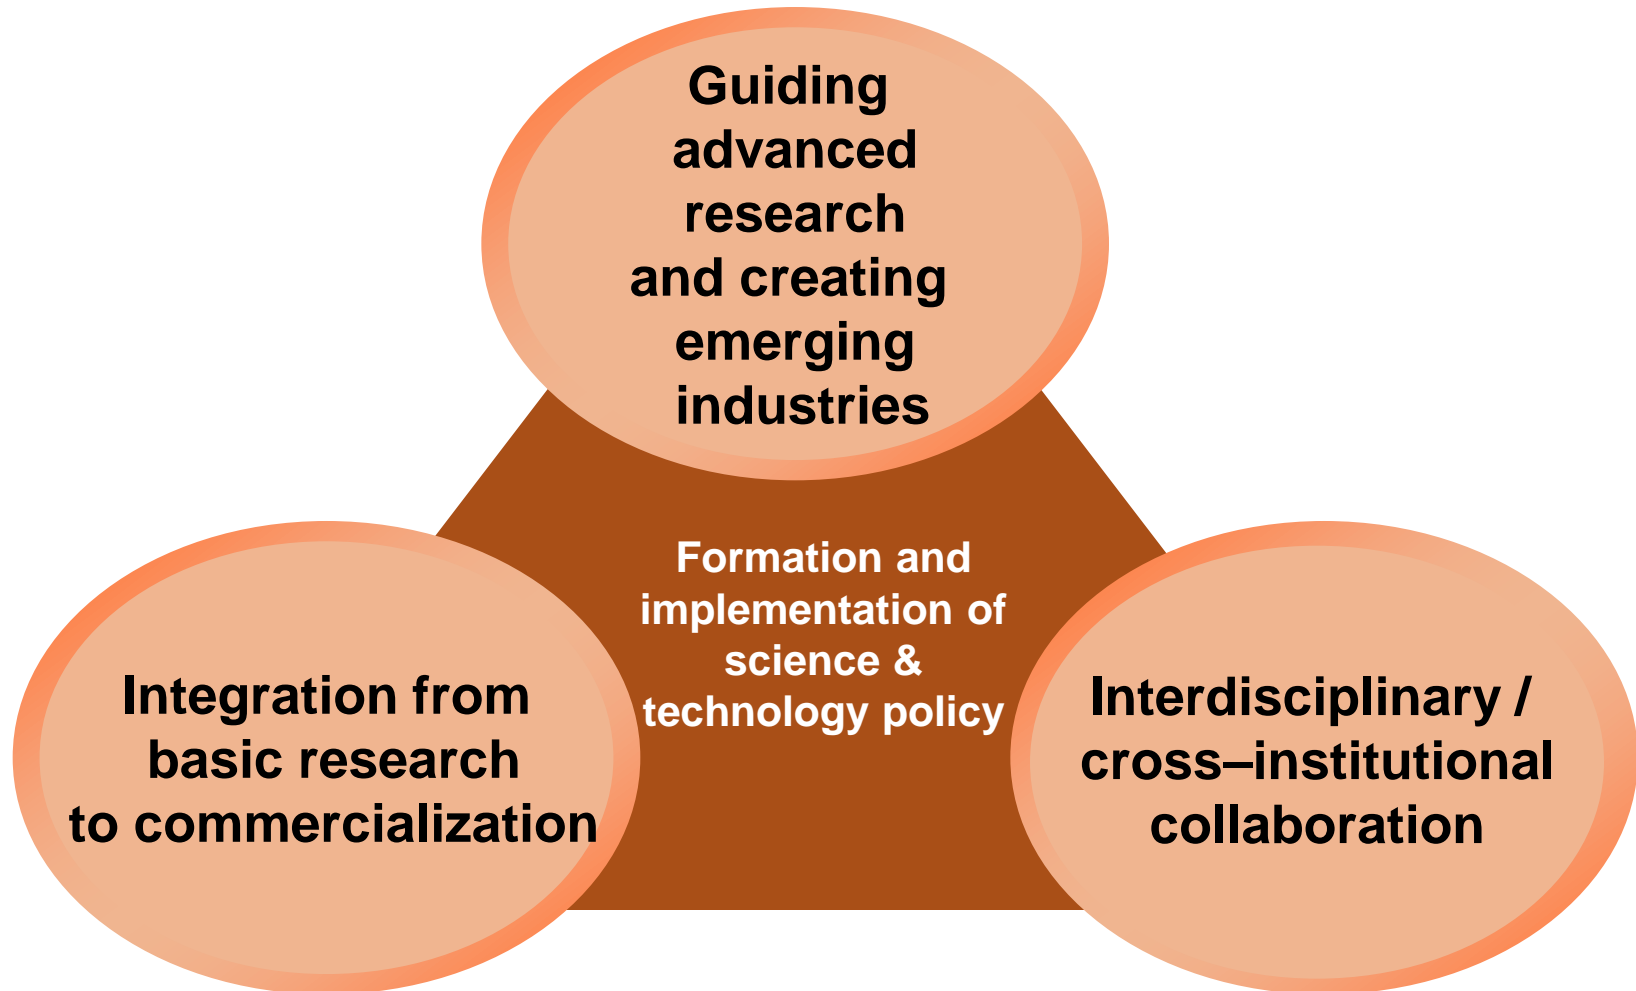 Guiding
advanced
research
and creating
emerging
industries
Formation and
implementation of
science &
technology policy
Integration from
basic research
to commercialization
Interdisciplinary /
cross–institutional
collaboration